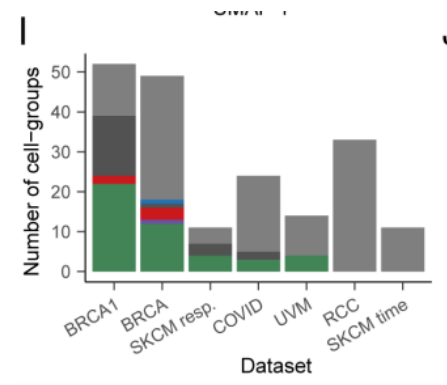 I
Number of cell-groups
50
40
30
20
10
0
BRCA1
BRCA
SKCM resp.
COVID
UVM
RCC
SKCM time
Dataset